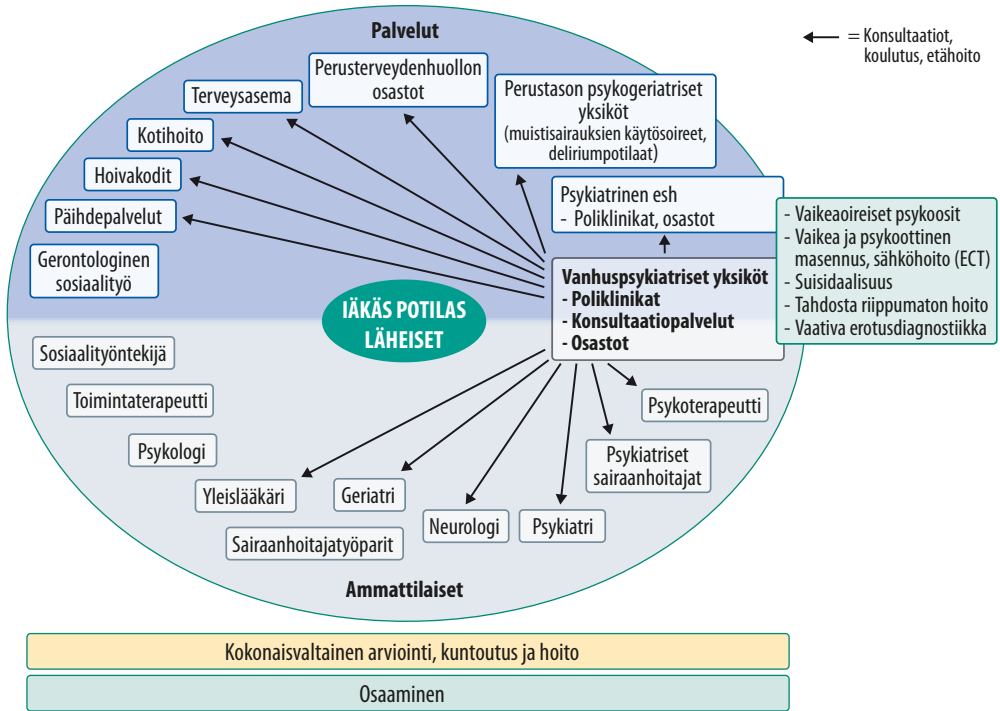 Palvelut
= Konsultaatiot,
koulutus, etähoito
Perusterveydenhuollon
osastot
Terveysasema
Perustason psykogeriatriset
yksiköt
(muistisairauksien käytösoireet,
deliriumpotilaat)
Kotihoito
Hoivakodit
Päihdepalvelut
Gerontologinen
sosiaalityö
Psykiatrinen esh
- Poliklinikat, osastot
- Vaikeaoireiset psykoosit
- Vaikea ja psykoottinen
masennus, sähköhoito (ECT)
- Suisidaalisuus
- Tahdosta riippumaton hoito
- Vaativa erotusdiagnostiikka
Vanhuspsykiatriset yksiköt
- Poliklinikat
- Konsultaatiopalvelut
- Osastot
IÄKÄS POTILAS
LÄHEISET
Sosiaalityöntekijä
Toimintaterapeutti
Psykologi
Yleislääkäri
Geriatri
Sairaanhoitajatyöparit
Neurologi
Psykiatri
Psykiatriset
sairaanhoitajat
Psykoterapeutti
Ammattilaiset
Kokonaisvaltainen arviointi, kuntoutus ja hoito
Osaaminen